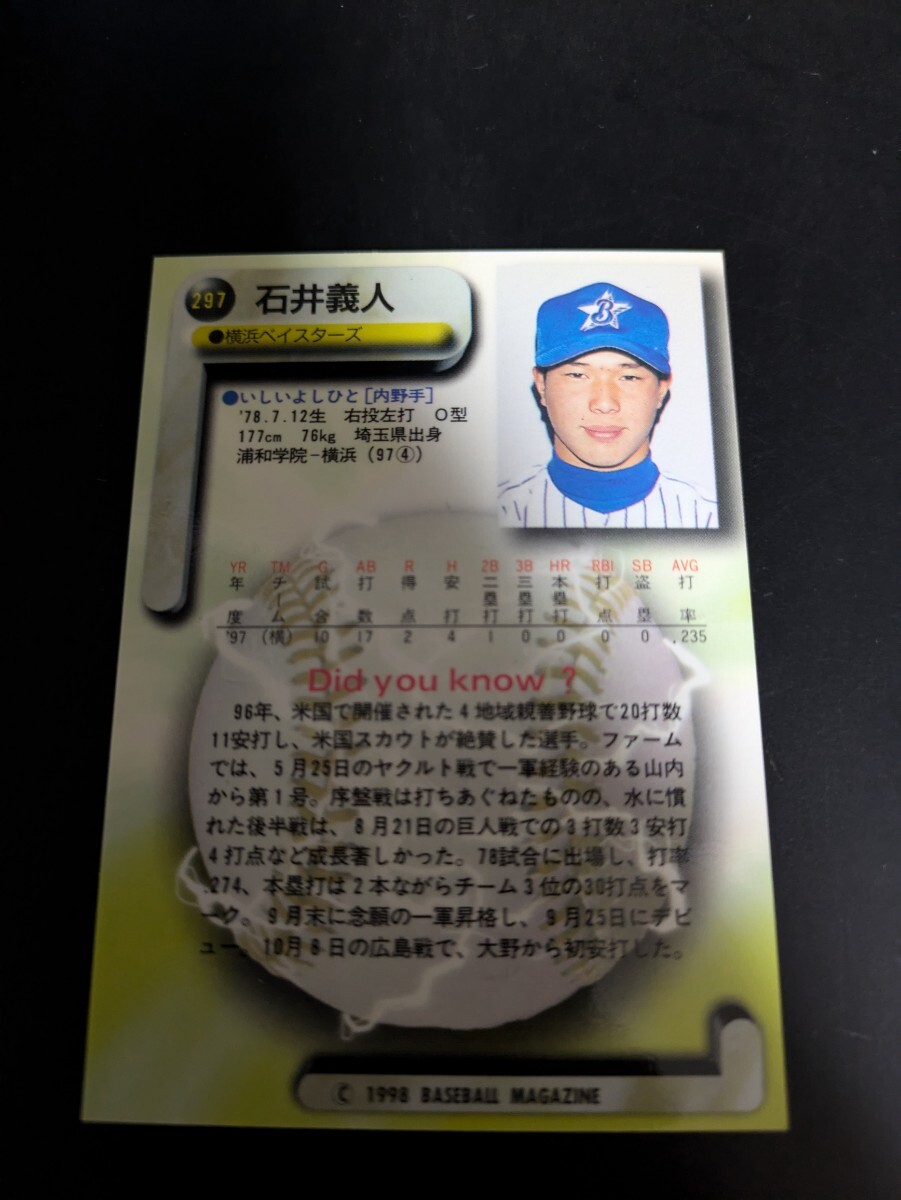 297 石井義人
●横浜ベイスターズ
B
●いしいよしひと[内野手]
'78.7.12生 右投左打 O型
177cm 76kg 埼玉県出身
浦和学院−横浜（97④）
YR TM G AB R H 2B 3B HR RBI SB AVG
年度 チーム 試合 打数 得点 安打 二塁打 三塁打 本塁打 打点 盗塁 打率
'97 (横) 10 17 2 4 1 0 0 0 0 .235
Did you know ?
96年、米国で開催された4地域親善野球で20打数
11安打し、米国スカウトが絶賛した選手。ファーム
では、5月25日のヤクルト戦で一軍経験のある山内
から第1号。序盤戦は打ちあぐねたものの、水に慣
れた後半戦は、8月21日の巨人戦での3打数3安打
4打点など成長著しかった。78試合に出場し、打率
.274、本塁打は2本ながらチーム3位の30打点をマ
ーク。9月末に念願の一軍昇格し、9月25日にデビ
ュー。10月8日の広島戦で、大野から初安打した。
© 1998 BASEBALL MAGAZINE